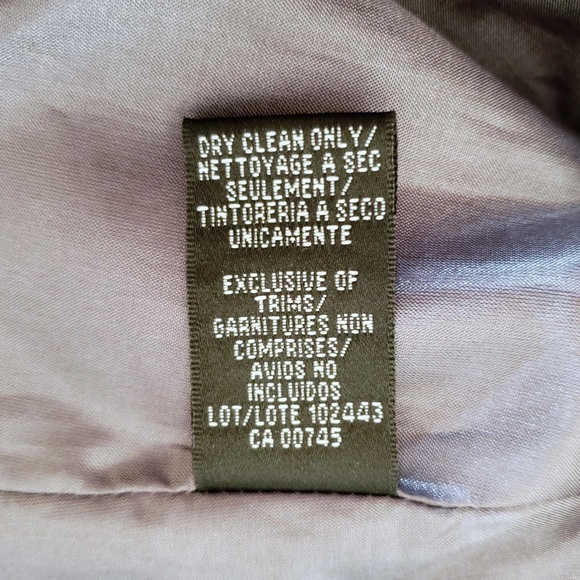 DRY CLEAN ONLY/
NETTOYAGE A SEC
SEULEMENT/
TINTORERIA A SECO
UNICAMENTE
EXCLUSIVE OF
TRIMS/
GARNITURES NON
COMPRISES/
AVIOS NO
INCLUIDOS
LOT/LOTE 102443
CA 00745